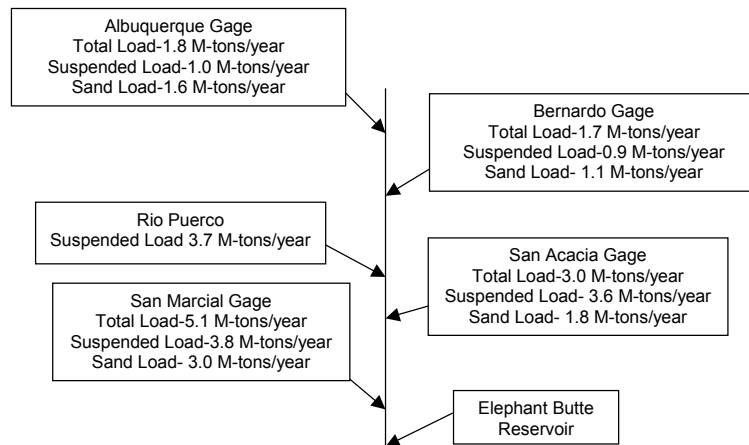 Albuquerque Gage
Total Load-1.8 M-tons/year
Suspended Load-1.0 M-tons/year
Sand Load-1.6 M-tons/year
Bernardo Gage
Total Load-1.7 M-tons/year
Suspended Load-0.9 M-tons/year
Sand Load- 1.1 M-tons/year
Rio Puerco
Suspended Load 3.7 M-tons/year
San Acacia Gage
Total Load-3.0 M-tons/year
Suspended Load- 3.6 M-tons/year
Sand Load- 1.8 M-tons/year
San Marcial Gage
Total Load-5.1 M-tons/year
Suspended Load-3.8 M-tons/year
Sand Load- 3.0 M-tons/year
Elephant Butte
Reservoir